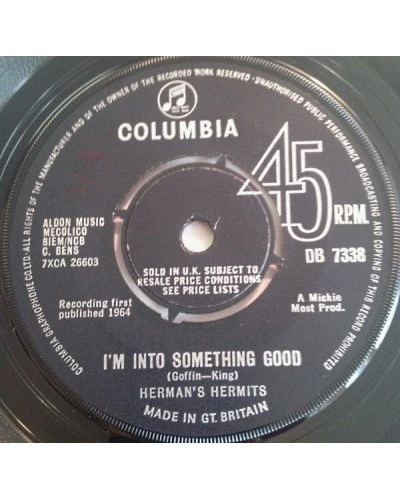 COLUMBIA GRAPHOPHONE CO. LTD.-ALL RIGHTS OF THE MANUFACTURER AND OF THE OWNER OF THE RECORDED WORK RESERVED-UNAUTHORISED PUBLIC PERFORMANCE BROADCASTING AND COPYING OF THIS RECORD PROHIBITED
COLUMBIA
45
R.P.M.
ALDON MUSIC
MECOLICO
BIEM/NCB
C. BENS
7XCA 26603
DB 7338
SOLD IN U.K. SUBJECT TO
RESALE PRICE CONDITIONS
SEE PRICE LISTS
Recording first
published 1964
A Mickie
Most Prod.
I'M INTO SOMETHING GOOD
(Goffin—King)
HERMAN'S HERMITS
MADE IN GT. BRITAIN